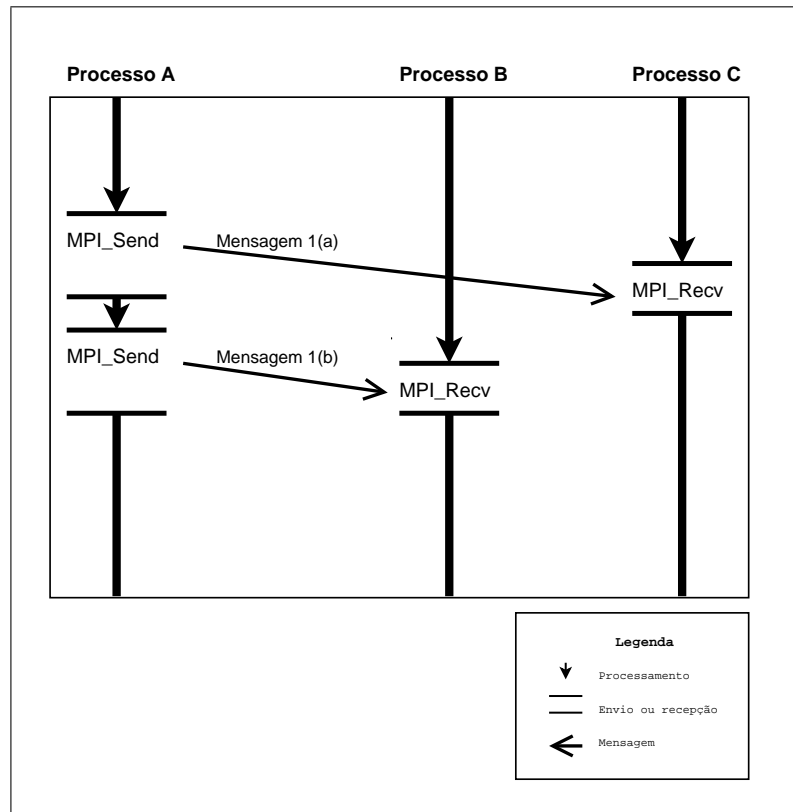 Processo A
Processo B
Processo C
MPI_Send
Mensagem 1(a)
MPI_Recv
MPI_Send
Mensagem 1(b)
MPI_Recv
Legenda
Processamento
Envio ou recepção
Mensagem